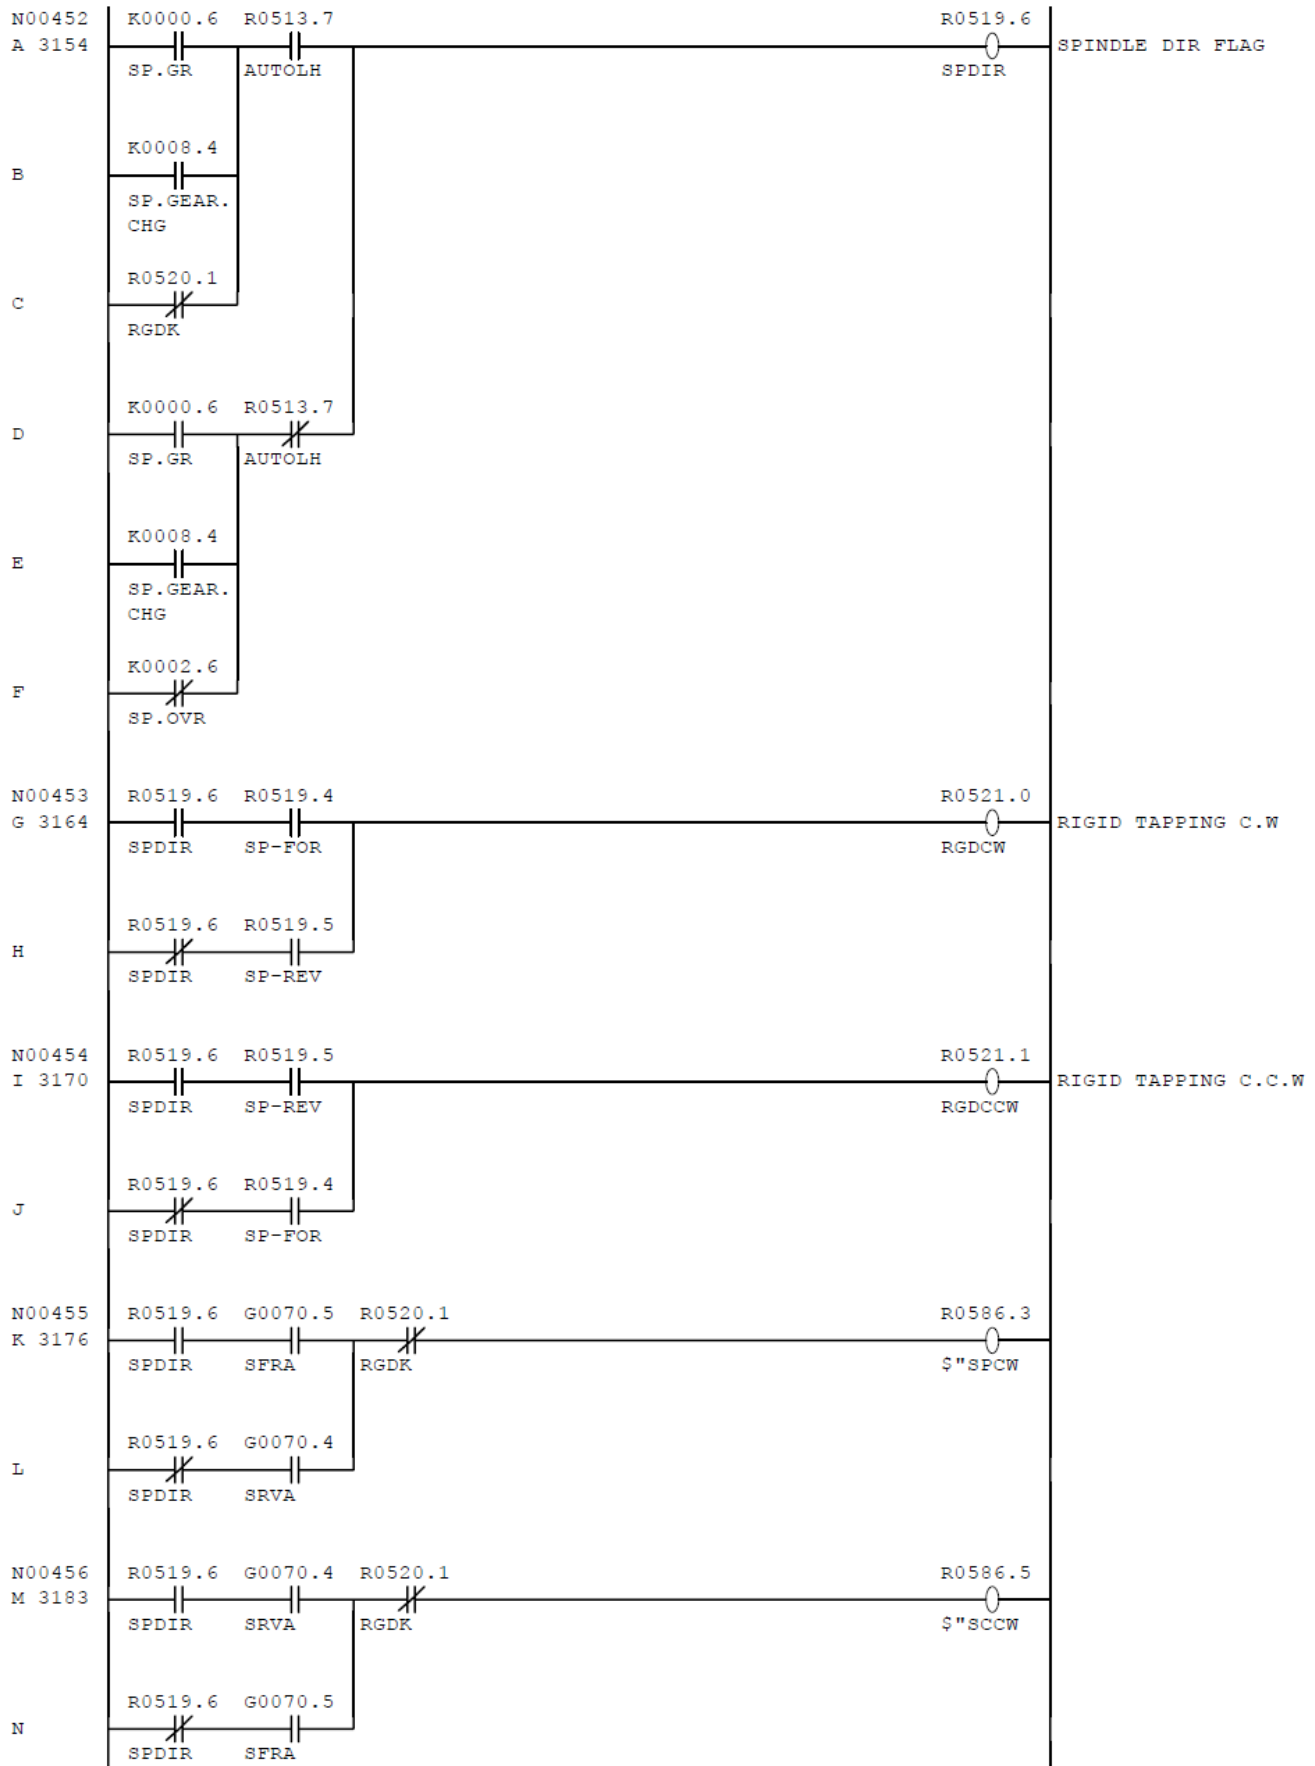 N00452 K0000.6 R0513.7 R0519.6
A 3154 SPINDLE DIR FLAG
SP.GR AUTOLH SPDIR
K0008.4
B
SP.GEAR.
CHG
R0520.1
C
RGDK
K0000.6 R0513.7
D
SP.GR AUTOLH
K0008.4
E
SP.GEAR.
CHG
K0002.6
F
SP.OVR
N00453 R0519.6 R0519.4 R0521.0
G 3164 RIGID TAPPING C.W
SPDIR SP-FOR RGDCW
R0519.6 R0519.5
H
SPDIR SP-REV
N00454 R0519.6 R0519.5 R0521.1
I 3170 RIGID TAPPING C.C.W
SPDIR SP-REV RGDCCW
R0519.6 R0519.4
J
SPDIR SP-FOR
N00455 R0519.6 G0070.5 R0520.1 R0586.3
K 3176
SPDIR SFRA RGDK $"SPCW
R0519.6 G0070.4
L
SPDIR SRVA
N00456 R0519.6 G0070.4 R0520.1 R0586.5
M 3183
SPDIR SRVA RGDK $"SCCW
R0519.6 G0070.5
N
SPDIR SFRA